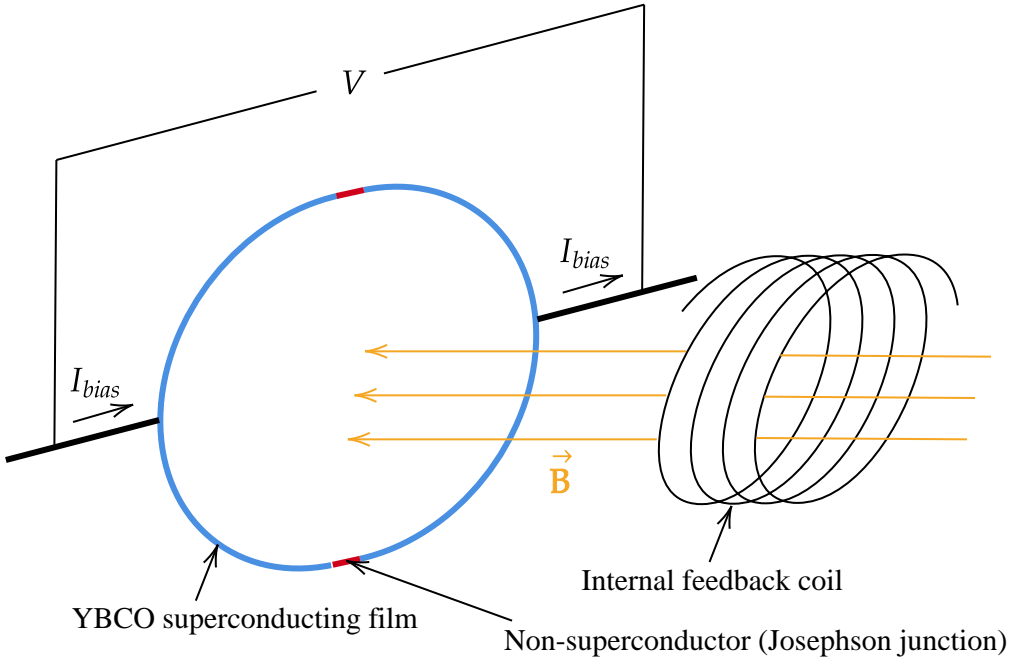 V
I_bias
I_bias
B⃗
Internal feedback coil
YBCO superconducting film
Non-superconductor (Josephson junction)